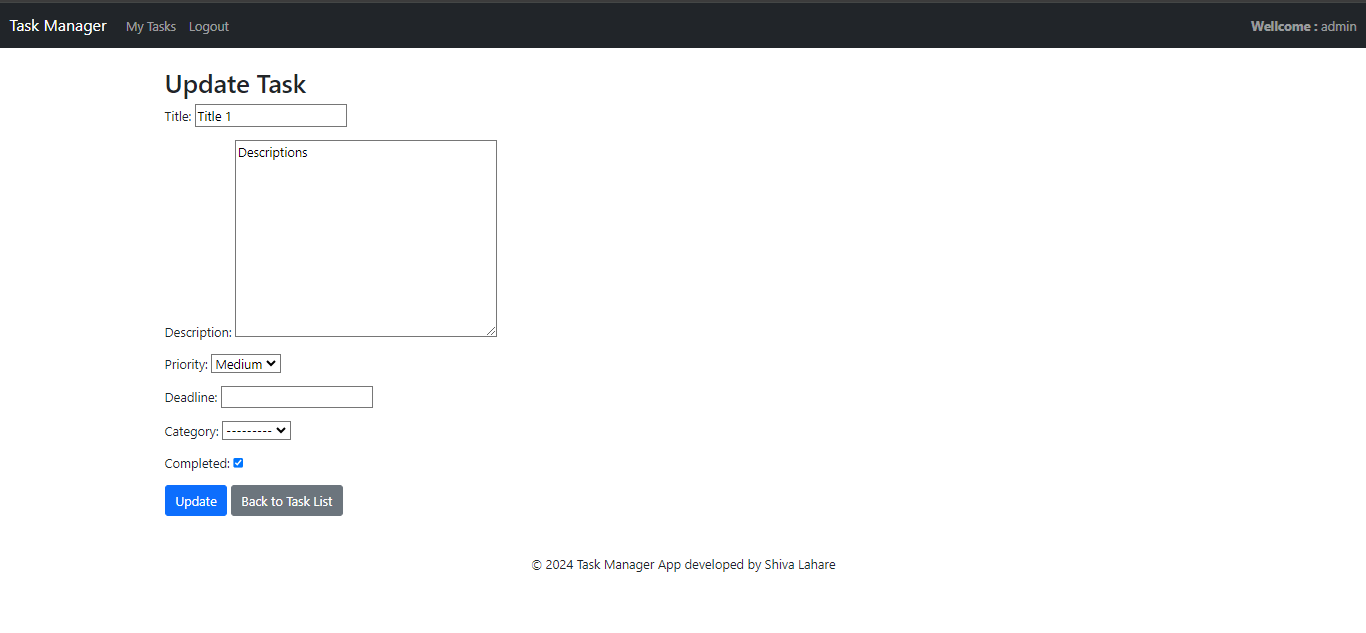 Task Manager My Tasks Logout Wellcome : admin
Update Task
Title: Title 1
Descriptions
Description:
Priority: Medium
Deadline:
Category: ---------
Completed:
Update Back to Task List
© 2024 Task Manager App developed by Shiva Lahare